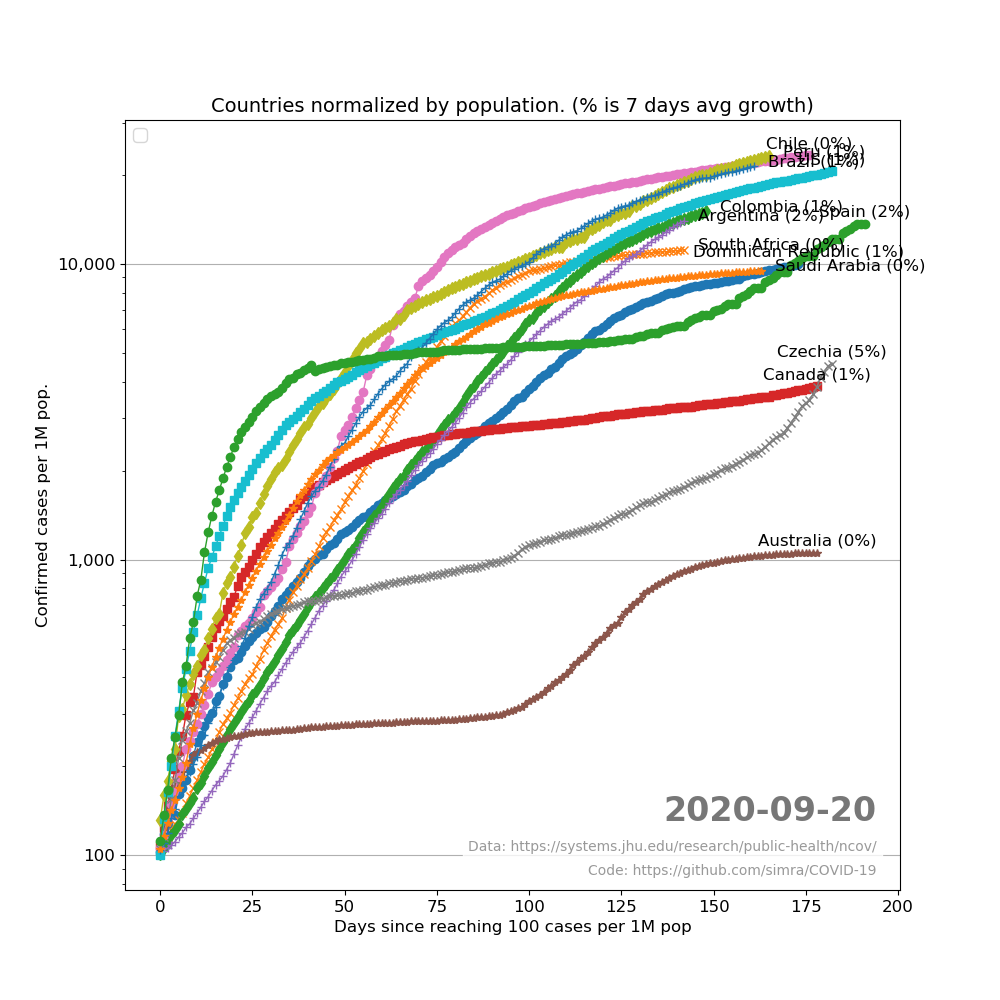 Countries normalized by population. (% is 7 days avg growth)
Chile (0%)
Peru (1%)
US (1%)
Brazil (1%)
Colombia (1%)
Spain (2%)
Argentina (2%)
South Africa (0%)
Dominican Republic (1%)
Saudi Arabia (0%)
Czechia (5%)
Canada (1%)
Australia (0%)
10,000
1,000
100
Confirmed cases per 1M pop.
2020-09-20
Data: https://systems.jhu.edu/research/public-health/ncov/
Code: https://github.com/simra/COVID-19
0 25 50 75 100 125 150 175 200
Days since reaching 100 cases per 1M pop